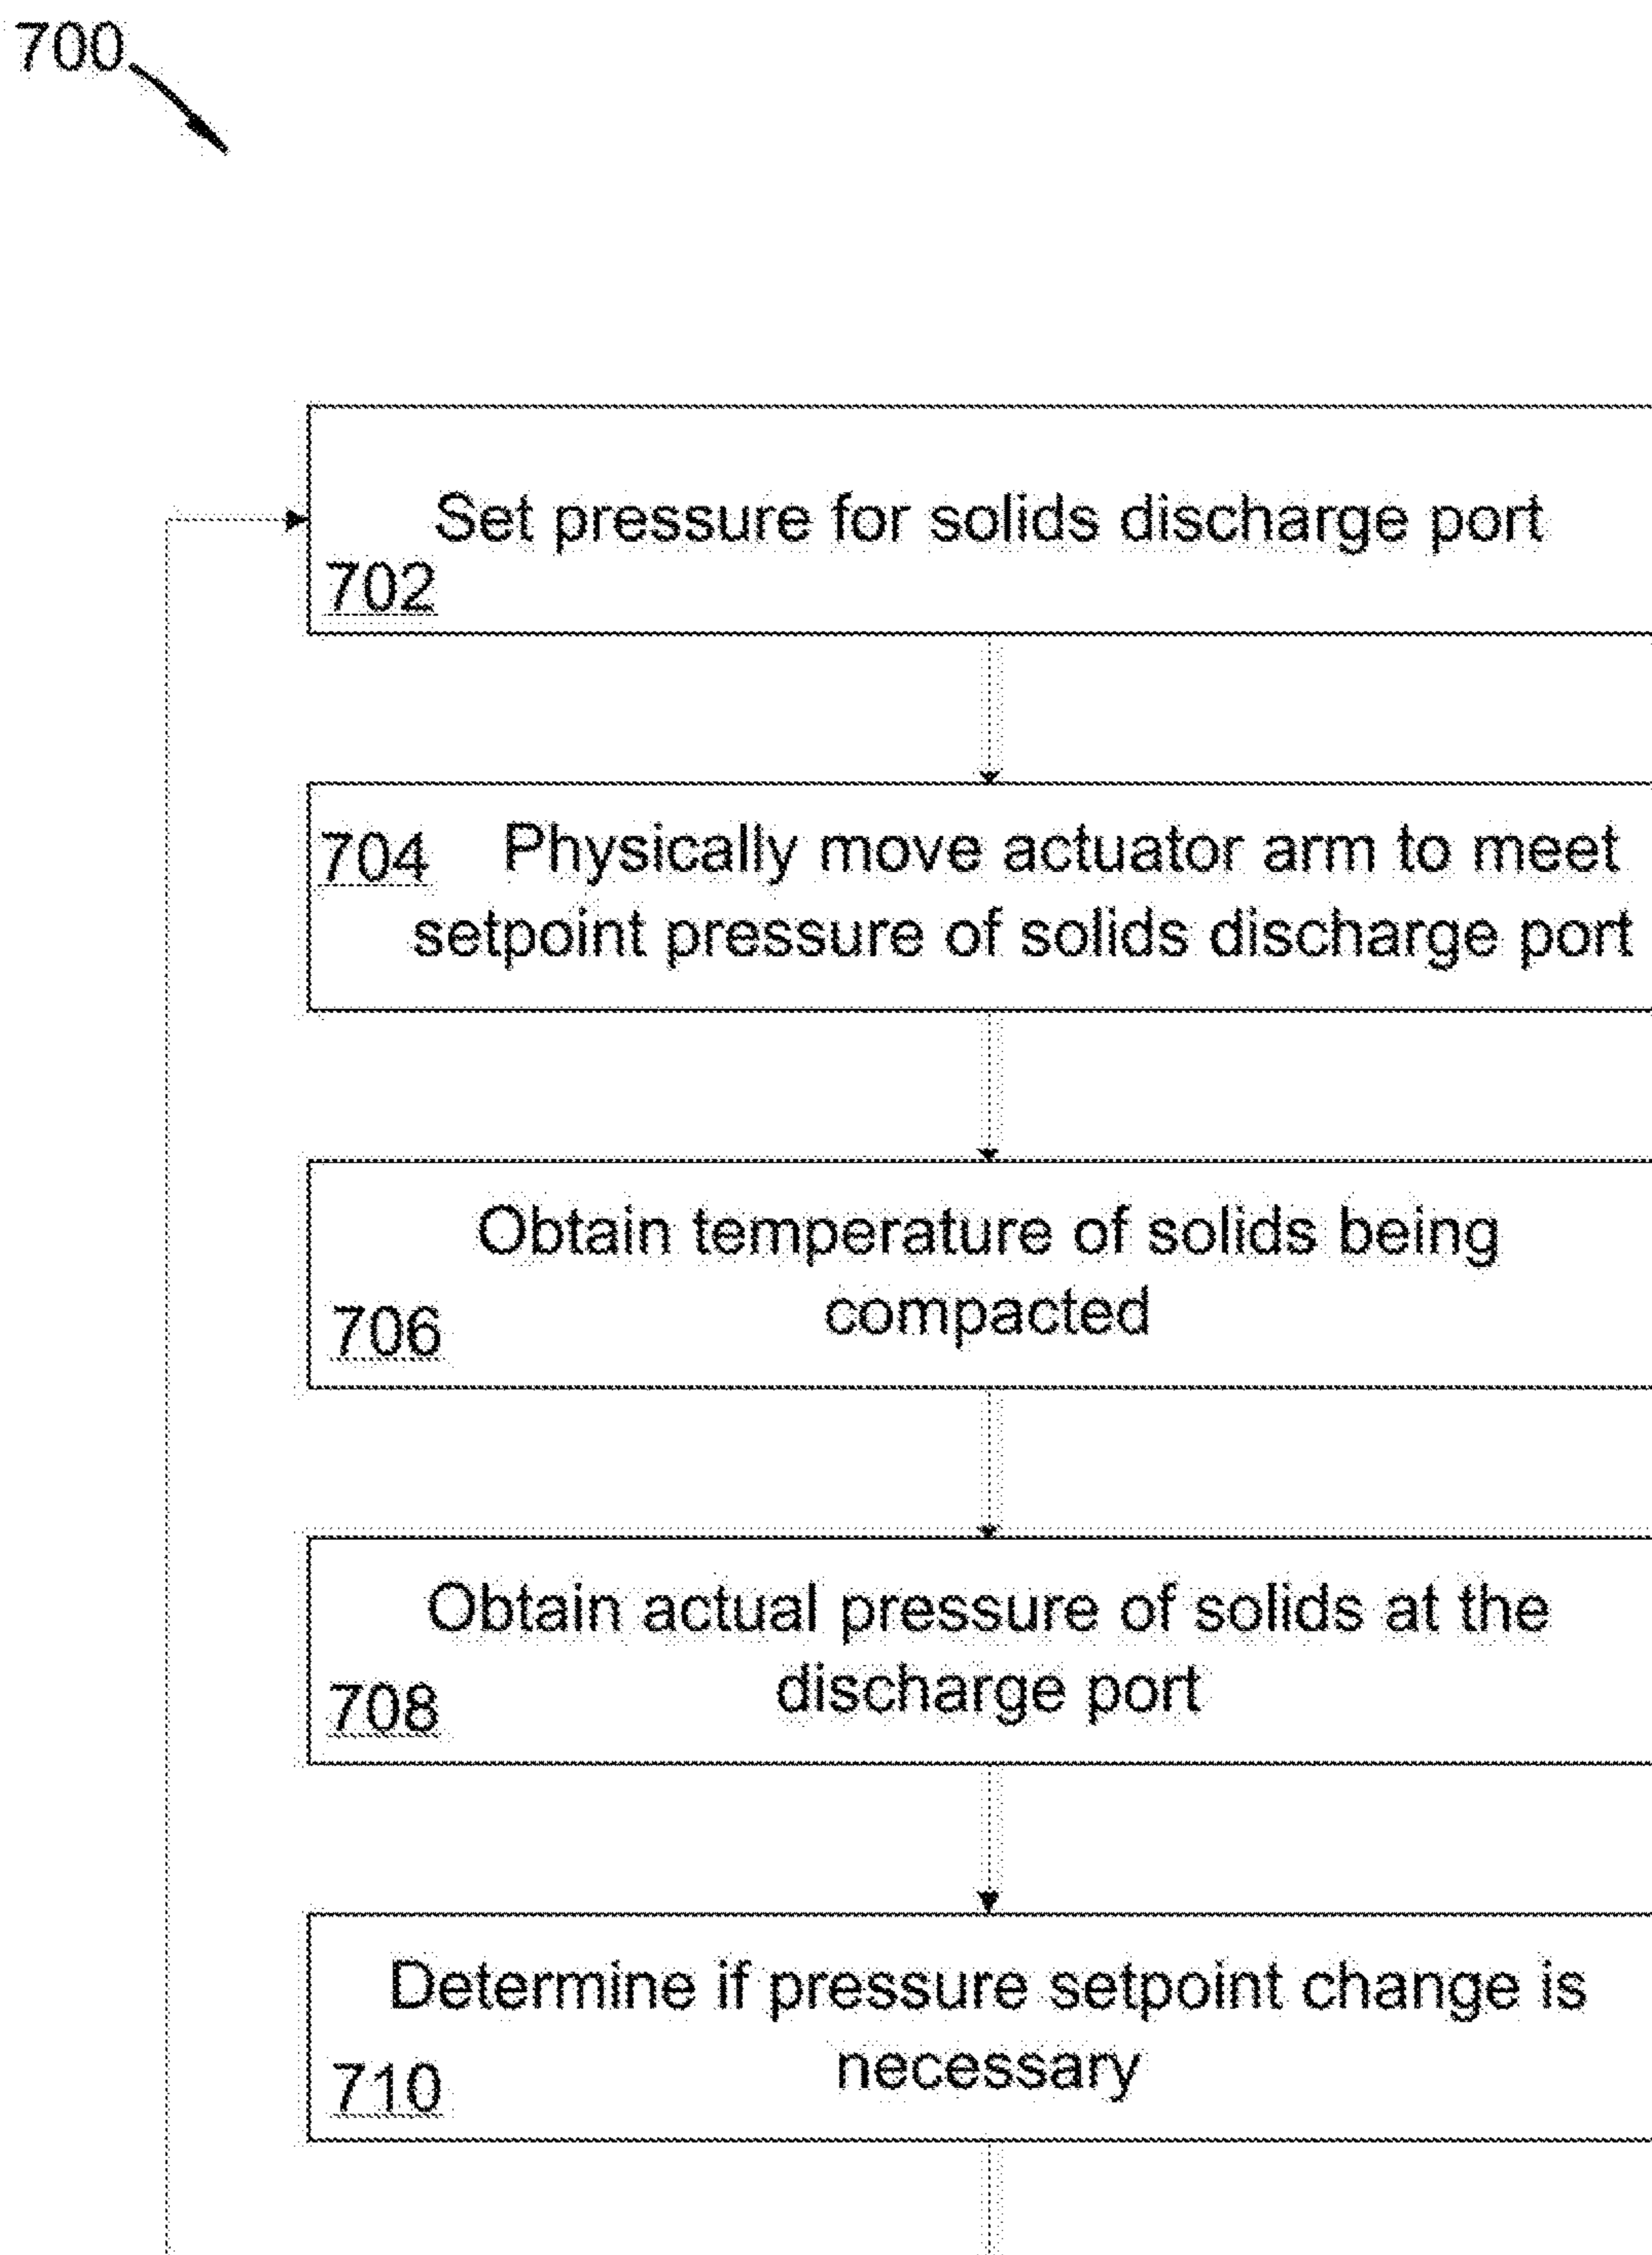 700
Set pressure for solids discharge port
702
704 Physically move actuator arm to meet
setpoint pressure of solids discharge port
Obtain temperature of solids being
compacted
706
Obtain actual pressure of solids at the
discharge port
708
Determine if pressure setpoint change is
necessary
710